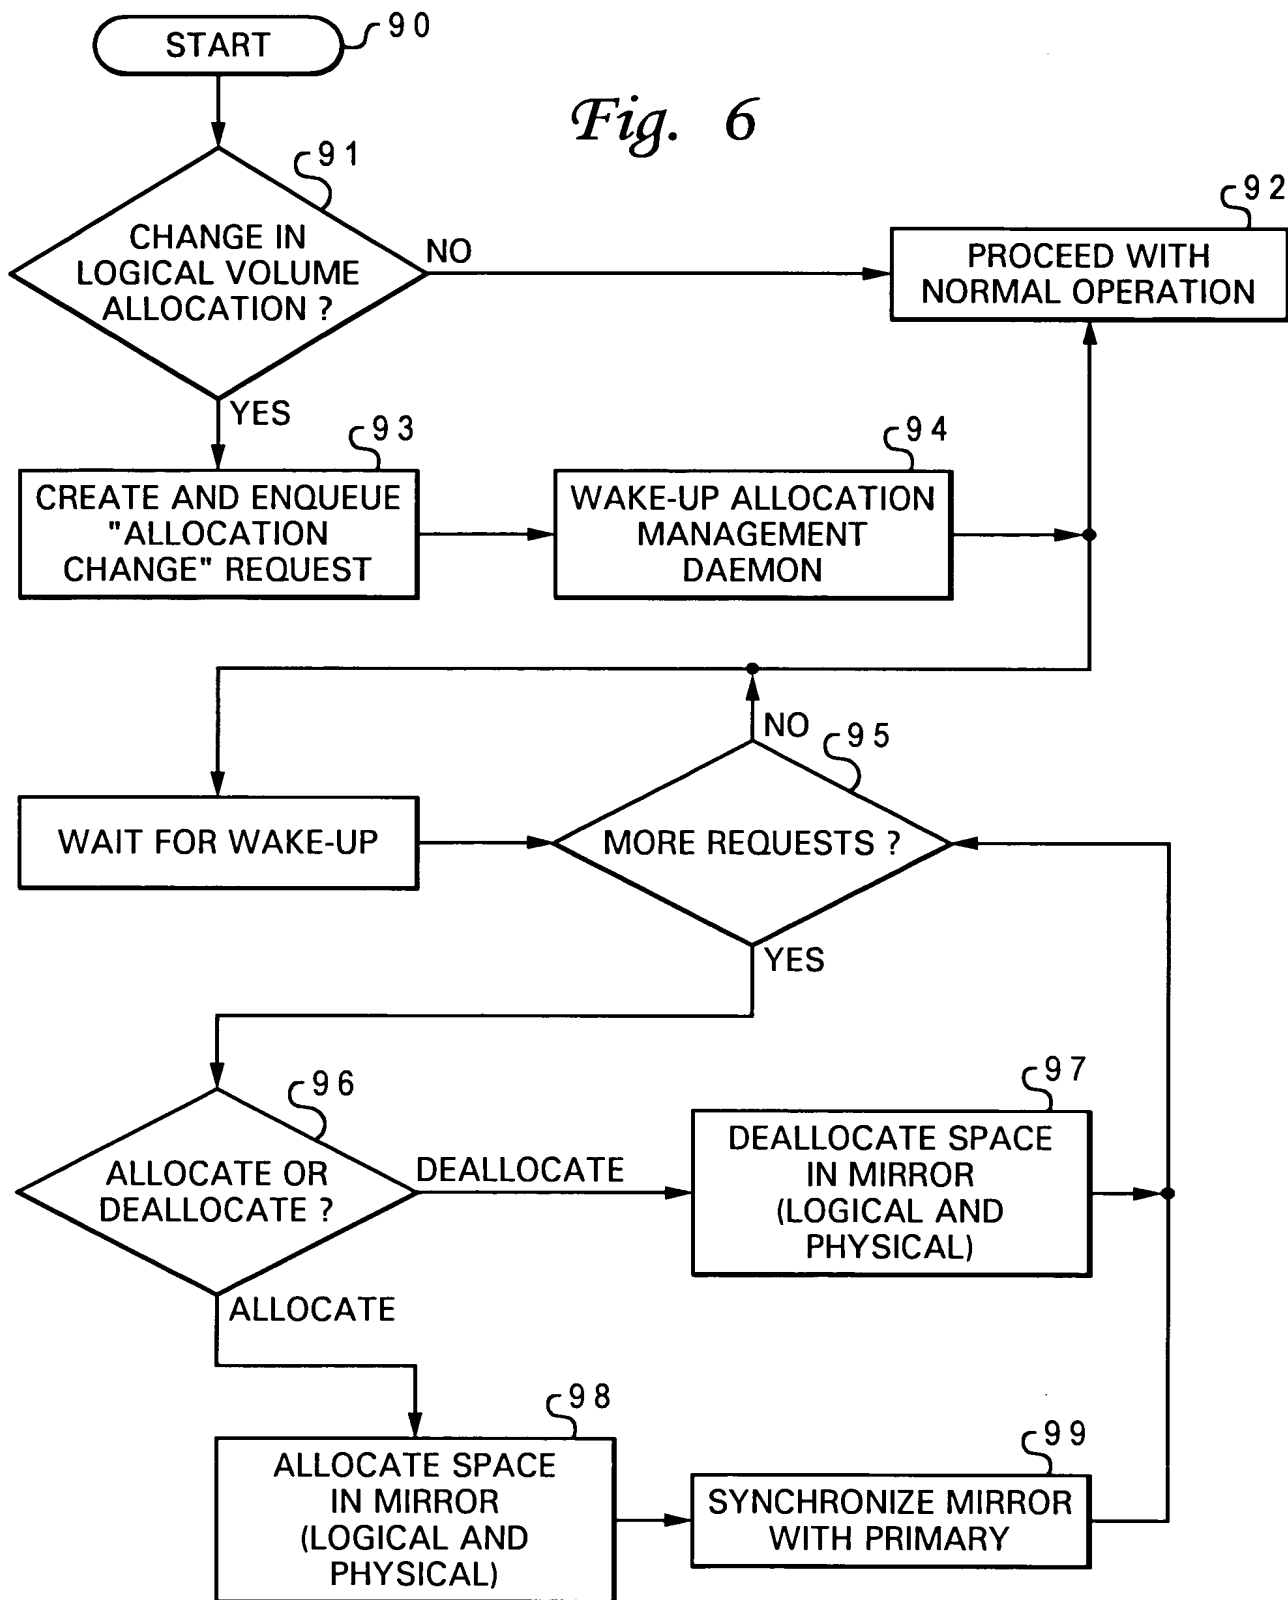 START
90
Fig. 6
91
CHANGE IN
LOGICAL VOLUME
ALLOCATION ?
NO
92
PROCEED WITH
NORMAL OPERATION
YES
93
CREATE AND ENQUEUE
"ALLOCATION
CHANGE" REQUEST
94
WAKE-UP ALLOCATION
MANAGEMENT
DAEMON
NO
95
WAIT FOR WAKE-UP
MORE REQUESTS ?
YES
96
ALLOCATE OR
DEALLOCATE ?
DEALLOCATE
97
DEALLOCATE SPACE
IN MIRROR
(LOGICAL AND
PHYSICAL)
ALLOCATE
98
ALLOCATE SPACE
IN MIRROR
(LOGICAL AND
PHYSICAL)
99
SYNCHRONIZE MIRROR
WITH PRIMARY